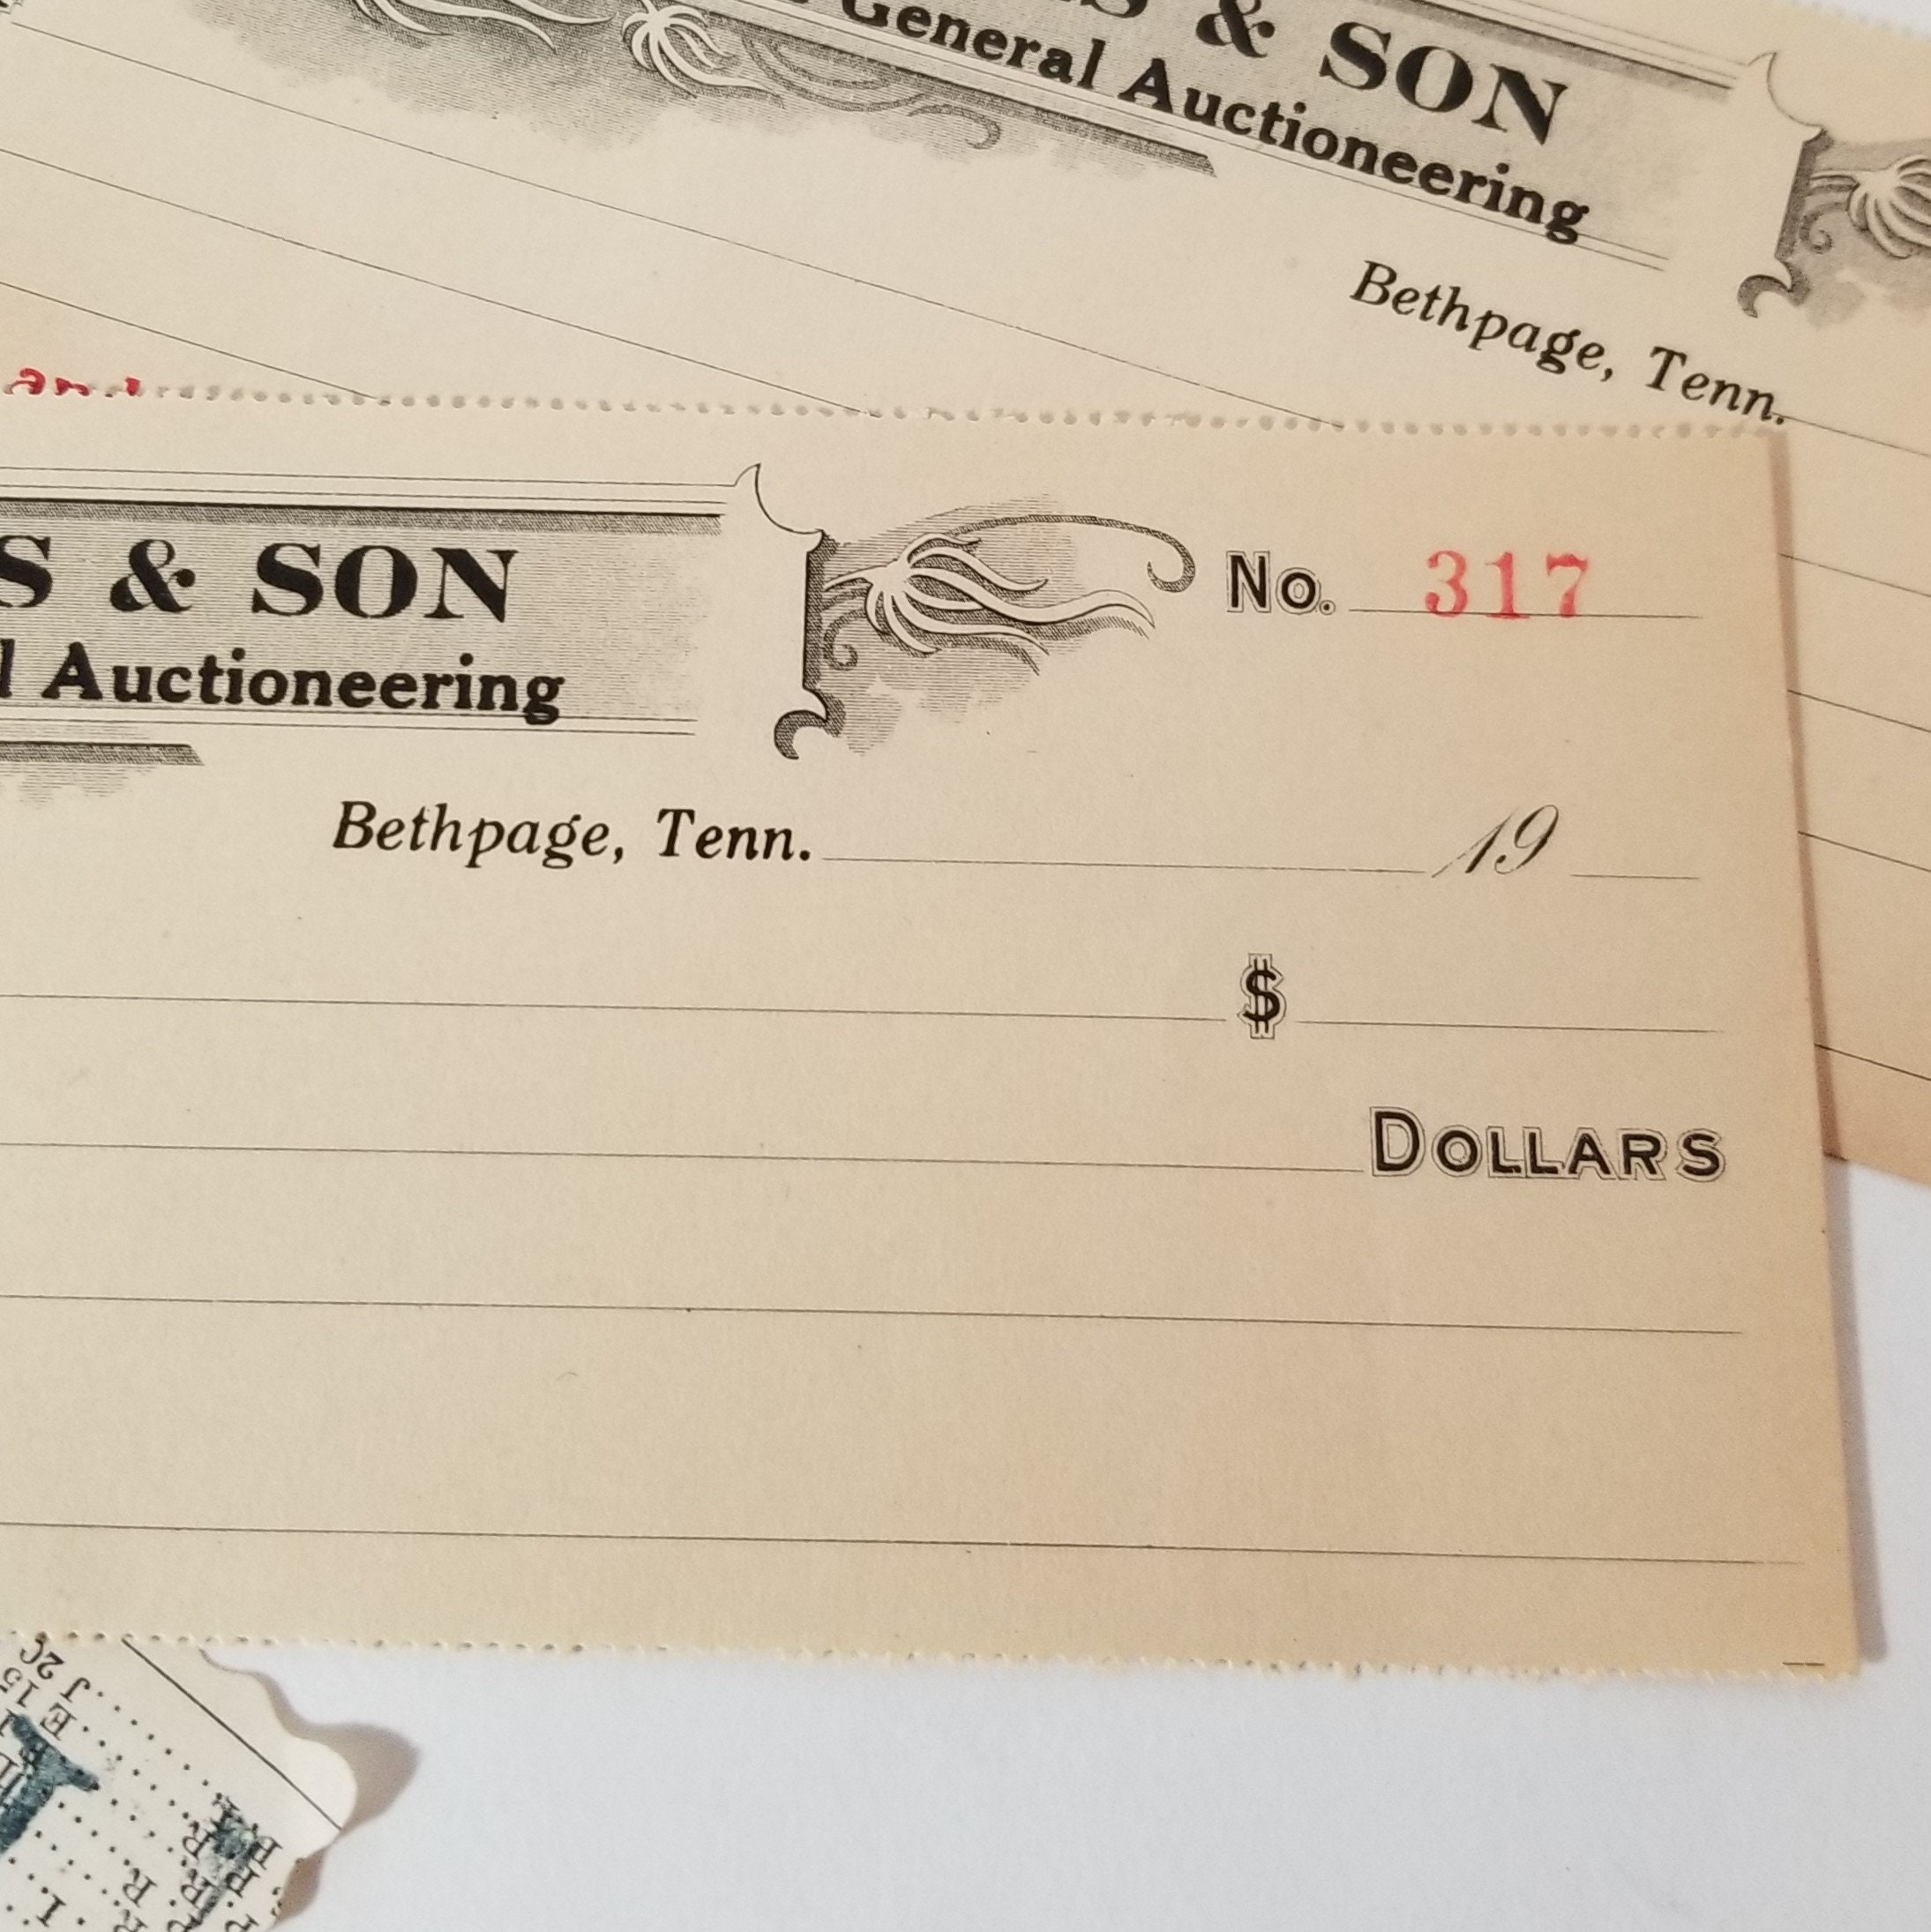 & SON
General Auctioneering
Bethpage, Tenn.
S & SON
Auctioneering
No. 317
Bethpage, Tenn. 19
$
DOLLARS